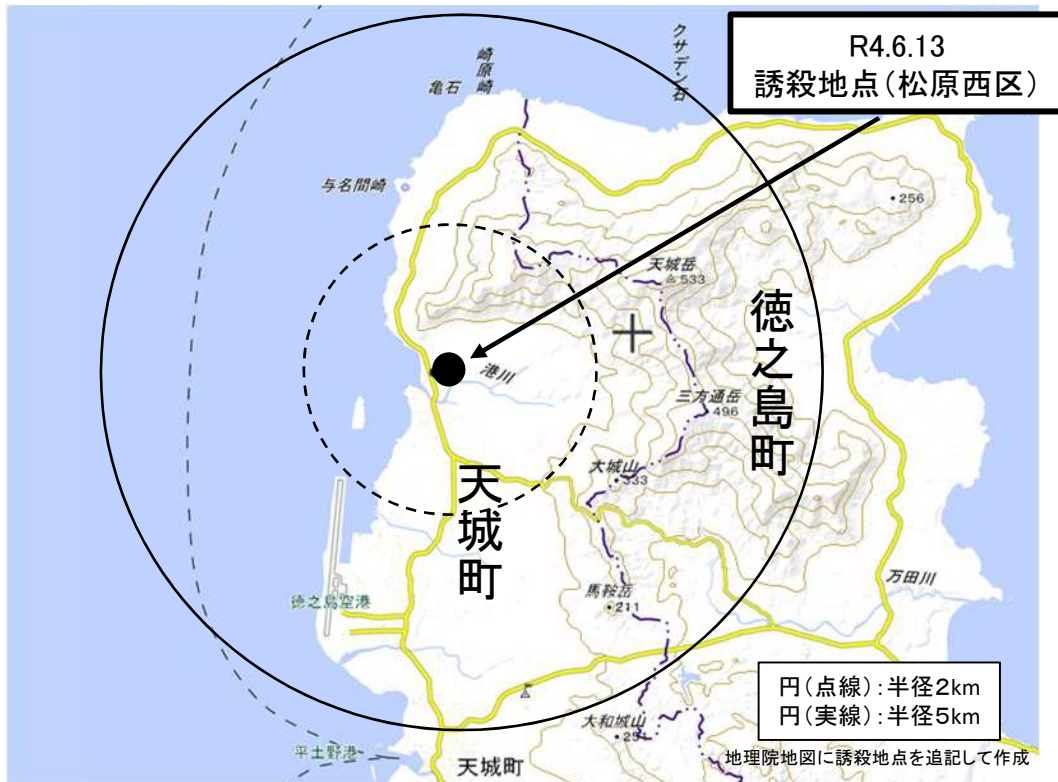 R4.6.13
誘殺地点(松原西区)
クサデン石
崎原崎
亀石
与名間崎
・256
天城岳
533
徳之島町
港川
三方通岳
496
大城山
・333
天城町
馬鞍岳
・211
万田川
徳之島空港
円(点線):半径2km
円(実線):半径5km
大和城山
平土野港
天城町
地理院地図に誘殺地点を追記して作成